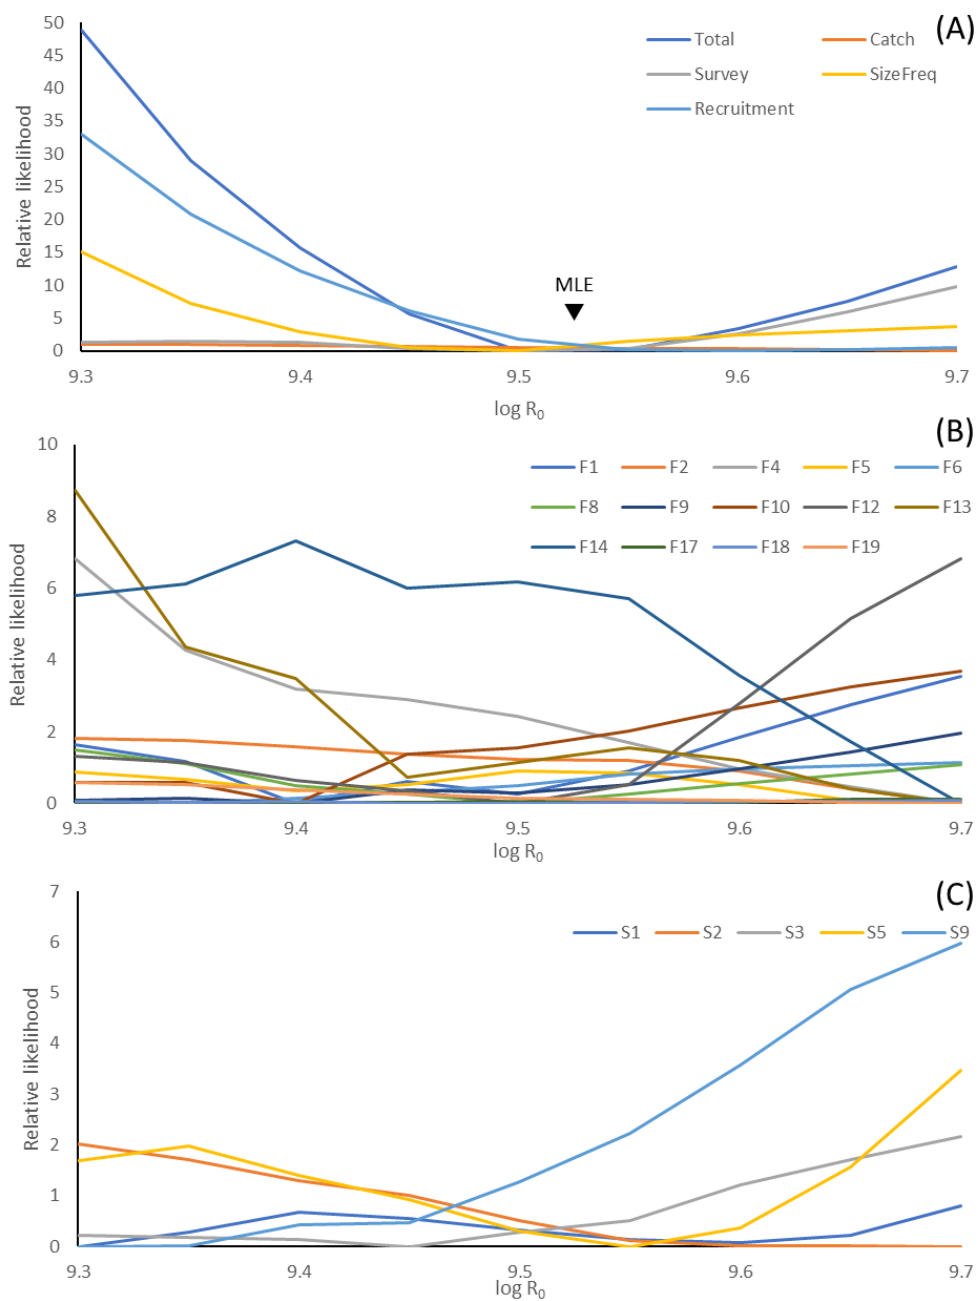 (A)
50
45
40
35
30
25
20
15
10
5
0
Relative likelihood
Total Catch
Survey SizeFreq
Recruitment
MLE
9.3 9.4 9.5 9.6 9.7
log R₀
(B)
10
8
6
4
2
0
Relative likelihood
F1 F2 F4 F5 F6
F8 F9 F10 F12 F13
F14 F17 F18 F19
9.3 9.4 9.5 9.6 9.7
log R₀
(C)
7
6
5
4
3
2
1
0
Relative likelihood
S1 S2 S3 S5 S9
9.3 9.4 9.5 9.6 9.7
log R₀